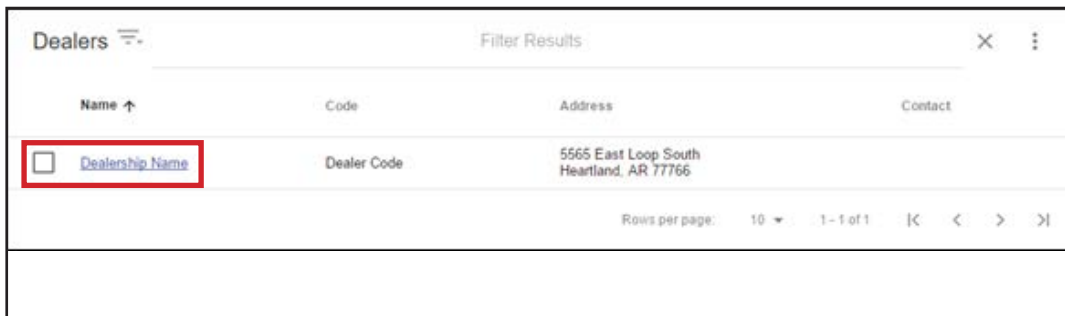 Dealers
Filter Results
Name Code Address Contact
Dealership Name Dealer Code 5565 East Loop South
Heartland, AR 77766
Rows per page: 10 1 - 1 of 1